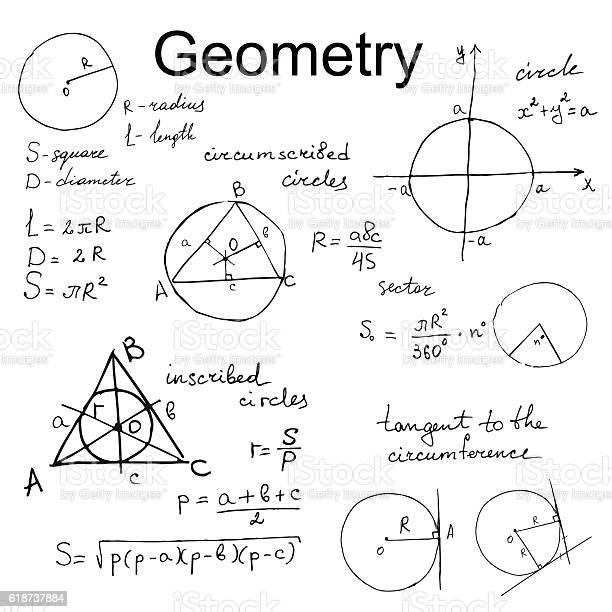 Geometry
R
O
R - radius
L - length
S - square
D - diameter
L = 2πR
D = 2R
S = πR²
circumscribed
circles
B
a
в
O
A
c
C
R = aвc/4S
y
circle
x²+y²=a
a
-a
a
x
-a
sector
S₀ = πR²/360° · n°
n°
B
inscribed
circles
a
r
в
O
A
c
C
r = S/p
p = a+в+c/2
S = √p(p-a)(p-в)(p-c)
tangent to the
circumference
R
O
A
R
O
R
iStock
by Getty Images™
618737884